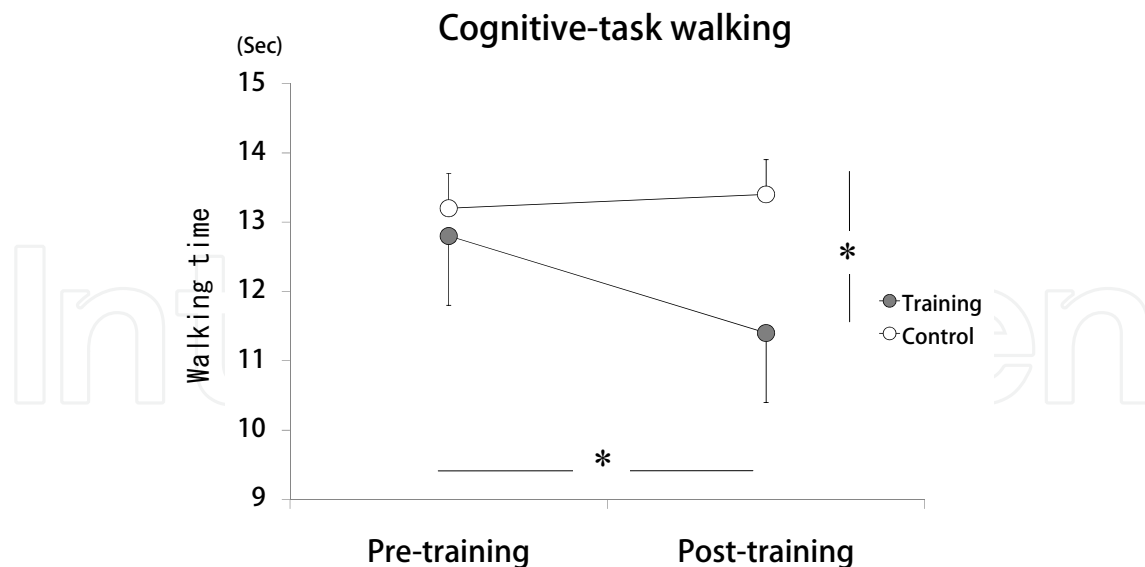 Cognitive-task walking
(Sec)
15
14
13
12
11
10
9
Walking time
*
Training
Control
*
Pre-training
Post-training